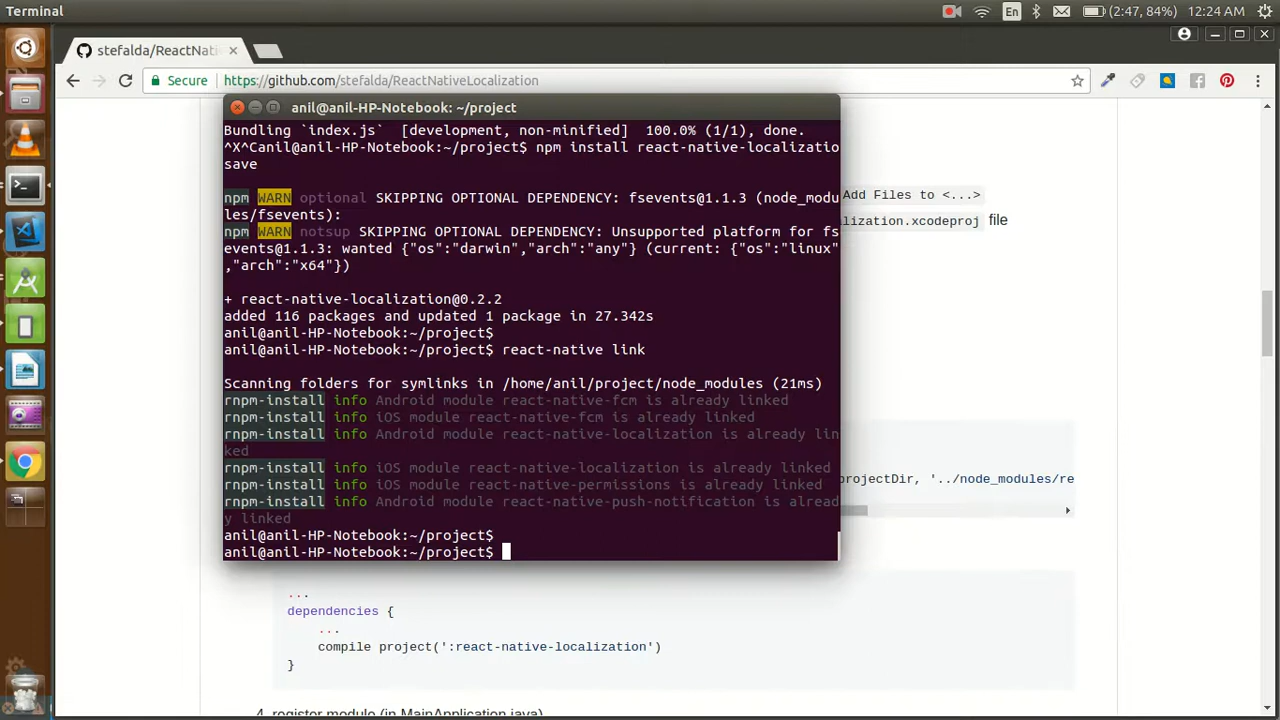 Terminal
En
(2:47, 84%)
12:24 AM
stefalda/ReactNati
Secure
https://github.com/stefalda/ReactNativeLocalization
anil@anil-HP-Notebook: ~/project
Bundling `index.js`  [development, non-minified]  100.0% (1/1), done.
^X^Canil@anil-HP-Notebook:~/project$ npm install react-native-localizatio
save
npm WARN optional SKIPPING OPTIONAL DEPENDENCY: fsevents@1.1.3 (node_modu
les/fsevents):
npm WARN notsup SKIPPING OPTIONAL DEPENDENCY: Unsupported platform for fs
events@1.1.3: wanted {"os":"darwin","arch":"any"} (current: {"os":"linux"
,"arch":"x64"})
+ react-native-localization@0.2.2
added 116 packages and updated 1 package in 27.342s
anil@anil-HP-Notebook:~/project$
anil@anil-HP-Notebook:~/project$ react-native link
Scanning folders for symlinks in /home/anil/project/node_modules (21ms)
rnpm-install info Android module react-native-fcm is already linked
rnpm-install info iOS module react-native-fcm is already linked
rnpm-install info Android module react-native-localization is already lin
ked
rnpm-install info iOS module react-native-localization is already linked
rnpm-install info iOS module react-native-permissions is already linked
rnpm-install info Android module react-native-push-notification is alread
y linked
anil@anil-HP-Notebook:~/project$
anil@anil-HP-Notebook:~/project$
Add Files to <...>
alization.xcodeproj file
projectDir, '../node_modules/re
...
dependencies {
...
compile project(':react-native-localization')
}
4. register module (in MainApplication.java)